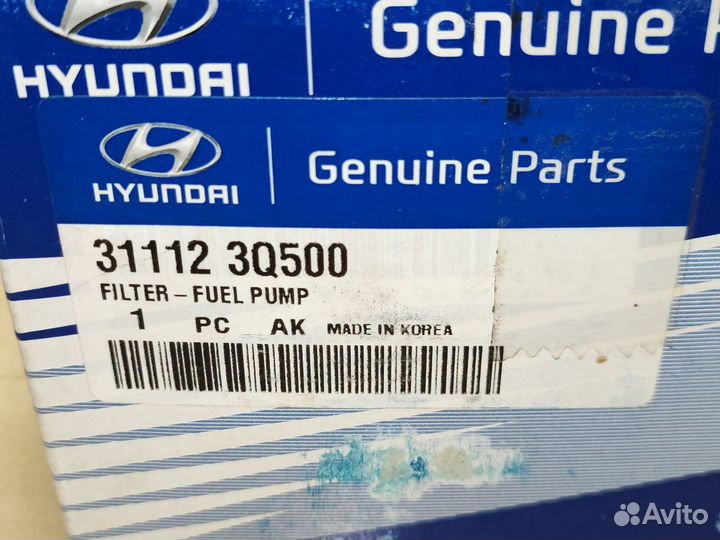 Genuine P
HYUNDAI
HYUNDAI
Genuine Parts
31112 3Q500
FILTER-FUEL PUMP
1 PC AK MADE IN KOREA
Avito